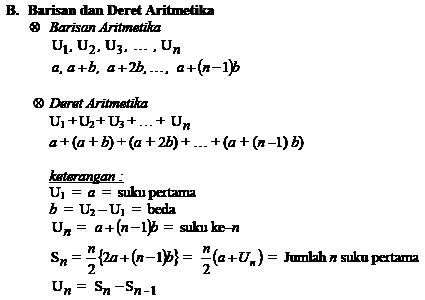 B. Barisan dan Deret Aritmetika
⊗ Barisan Aritmetika
U₁, U₂, U₃, … , Uₙ
a, a+b, a+2b, …, a+(n−1)b
⊗ Deret Aritmetika
U₁ + U₂ + U₃ + … + Uₙ
a + (a + b) + (a + 2b) + … + (a + (n –1) b)
keterangan :
U₁ = a = suku pertama
b = U₂ – U₁ = beda
Uₙ = a+(n−1)b = suku ke–n
Sₙ = n/2{2a+(n−1)b} = n/2(a+Uₙ) = Jumlah n suku pertama
Uₙ = Sₙ – Sₙ₋₁